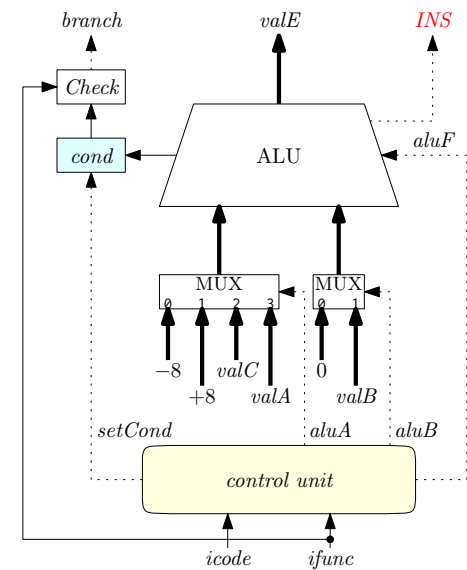 branch valE INS
Check
aluF
cond ALU
MUX MUX
0 1 2 3 0 1
−8 valC 0
+8 valA valB
setCond aluA aluB
control unit
icode ifunc